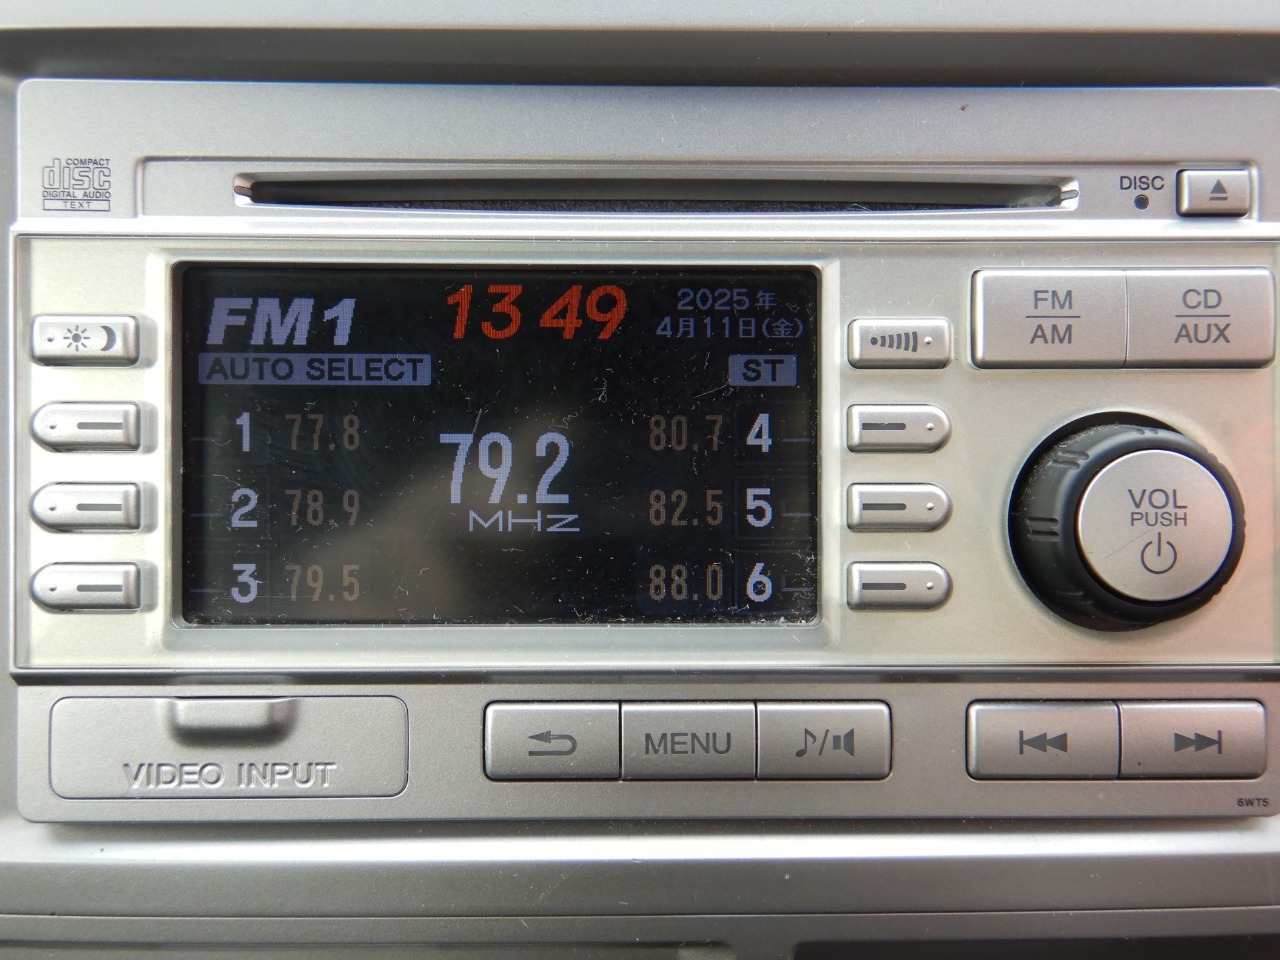 COMPACT
disc
DIGITAL AUDIO
TEXT
DISC
FM1
13 49
2025年
4月11日(金)
AUTO SELECT
ST
1 77.8
2 78.9
3 79.5
79.2
MHz
80.7 4
82.5 5
88.0 6
FM
AM
CD
AUX
VOL
PUSH
VIDEO INPUT
MENU
6WT5